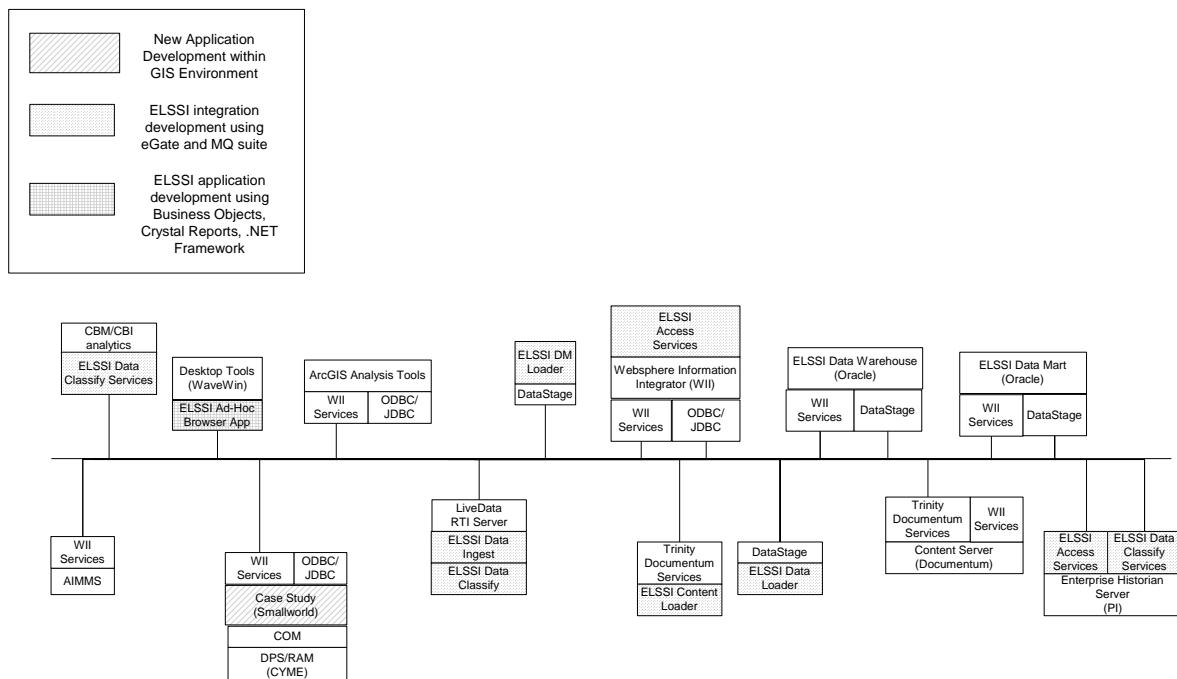 New Application
Development within
GIS Environment
ELSSI integration
development using
eGate and MQ suite
ELSSI application
development using
Business Objects,
Crystal Reports, .NET
Framework
CBM/CBI
analytics
ELSSI Data
Classify Services
Desktop Tools
(WaveWin)
ELSSI Ad-Hoc
Browser App
ArcGIS Analysis Tools
WII
Services
ODBC/
JDBC
ELSSI DM
Loader
DataStage
ELSSI
Access
Services
Websphere Information
Integrator (WII)
WII
Services
ODBC/
JDBC
ELSSI Data Warehouse
(Oracle)
WII
Services
DataStage
ELSSI Data Mart
(Oracle)
WII
Services
DataStage
WII
Services
AIMMS
WII
Services
ODBC/
JDBC
Case Study
(Smallworld)
COM
DPS/RAM
(CYME)
LiveData
RTI Server
ELSSI Data
Ingest
ELSSI Data
Classify
Trinity
Documentum
Services
ELSSI Content
Loader
DataStage
ELSSI Data
Loader
Trinity
Documentum
Services
WII
Services
Content Server
(Documentum)
ELSSI
Access
Services
ELSSI Data
Classify
Services
Enterprise Historian
Server
(PI)